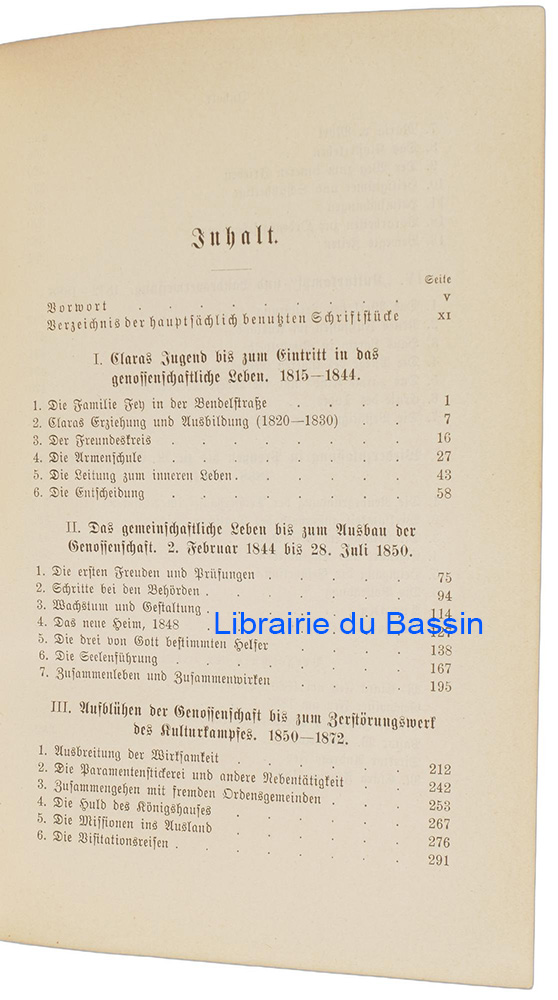 Inhalt.
Seite
Vorwort . . . . . . . . V
Verzeichnis der hauptsächlich benutzten Schriftstücke XI
I. Claras Jugend bis zum Eintritt in das
genossenschaftliche Leben. 1815—1844.
1. Die Familie Fey in der Bendelstraße . . . . 1
2. Claras Erziehung und Ausbildung (1820—1830) . . 7
3. Der Freundeskreis . . . . . . . 16
4. Die Armenschule . . . . . . . 27
5. Die Leitung zum inneren Leben . . . . . 43
6. Die Entscheidung . . . . . . . 58
II. Das gemeinschaftliche Leben bis zum Ausbau der
Genossenschaft. 2. Februar 1844 bis 28. Juli 1850.
1. Die ersten Freuden und Prüfungen . . . . 75
2. Schritte bei den Behörden . . . . . . 94
3. Wachstum und Gestaltung . . . . . . 114
4. Das neue Heim, 1848 . . . . . . 127
Librairie du Bassin
5. Die drei von Gott bestimmten Helfer . . . . 138
6. Die Seelenführung . . . . . . . 167
7. Zusammenleben und Zusammenwirken . . . . 195
III. Aufblühen der Genossenschaft bis zum Zerstörungswerk
des Kulturkampfes. 1850—1872.
1. Ausbreitung der Wirksamkeit . . . . . 212
2. Die Paramentenstickerei und andere Nebentätigkeit . . 242
3. Zusammengehen mit fremden Ordensgemeinden . . . 253
4. Die Huld des Königshauses . . . . . 267
5. Die Missionen ins Ausland . . . . . 276
6. Die Visitationsreisen . . . . . . 291